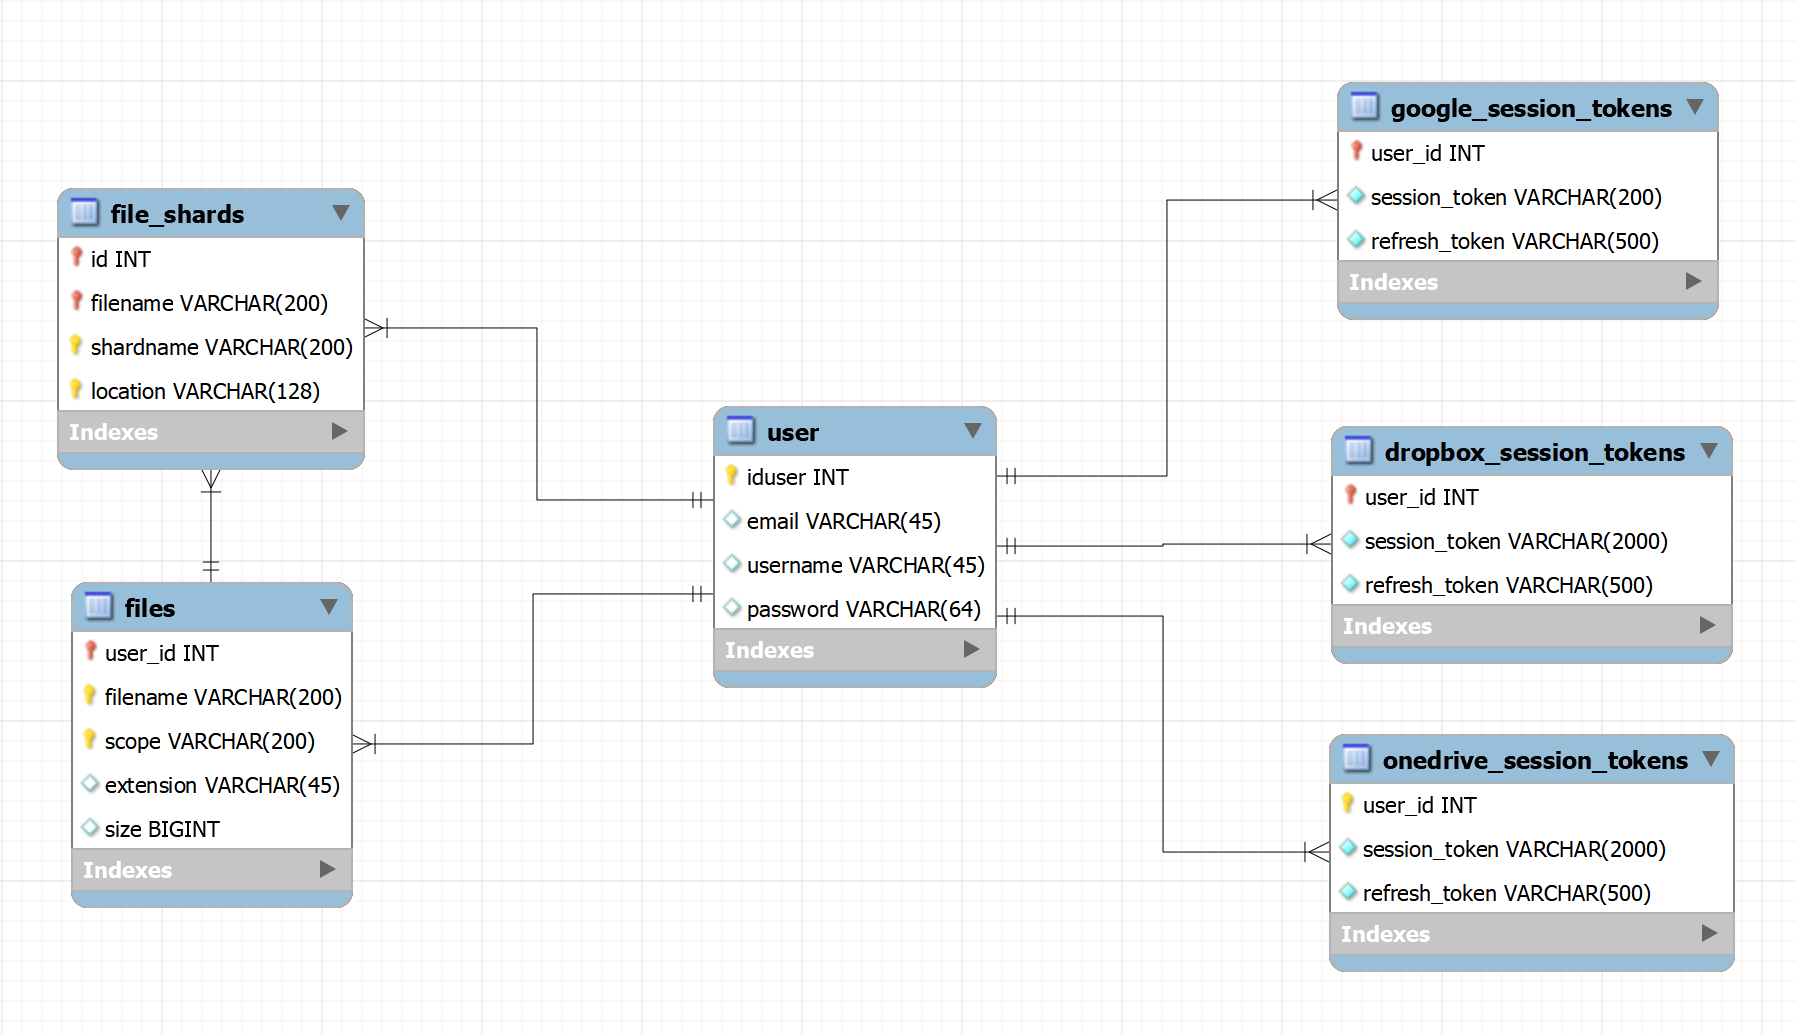 file_shards
id INT
filename VARCHAR(200)
shardname VARCHAR(200)
location VARCHAR(128)
Indexes
files
user_id INT
filename VARCHAR(200)
scope VARCHAR(200)
extension VARCHAR(45)
size BIGINT
Indexes
user
iduser INT
email VARCHAR(45)
username VARCHAR(45)
password VARCHAR(64)
Indexes
google_session_tokens
user_id INT
session_token VARCHAR(200)
refresh_token VARCHAR(500)
Indexes
dropbox_session_tokens
user_id INT
session_token VARCHAR(2000)
refresh_token VARCHAR(500)
Indexes
onedrive_session_tokens
user_id INT
session_token VARCHAR(2000)
refresh_token VARCHAR(500)
Indexes